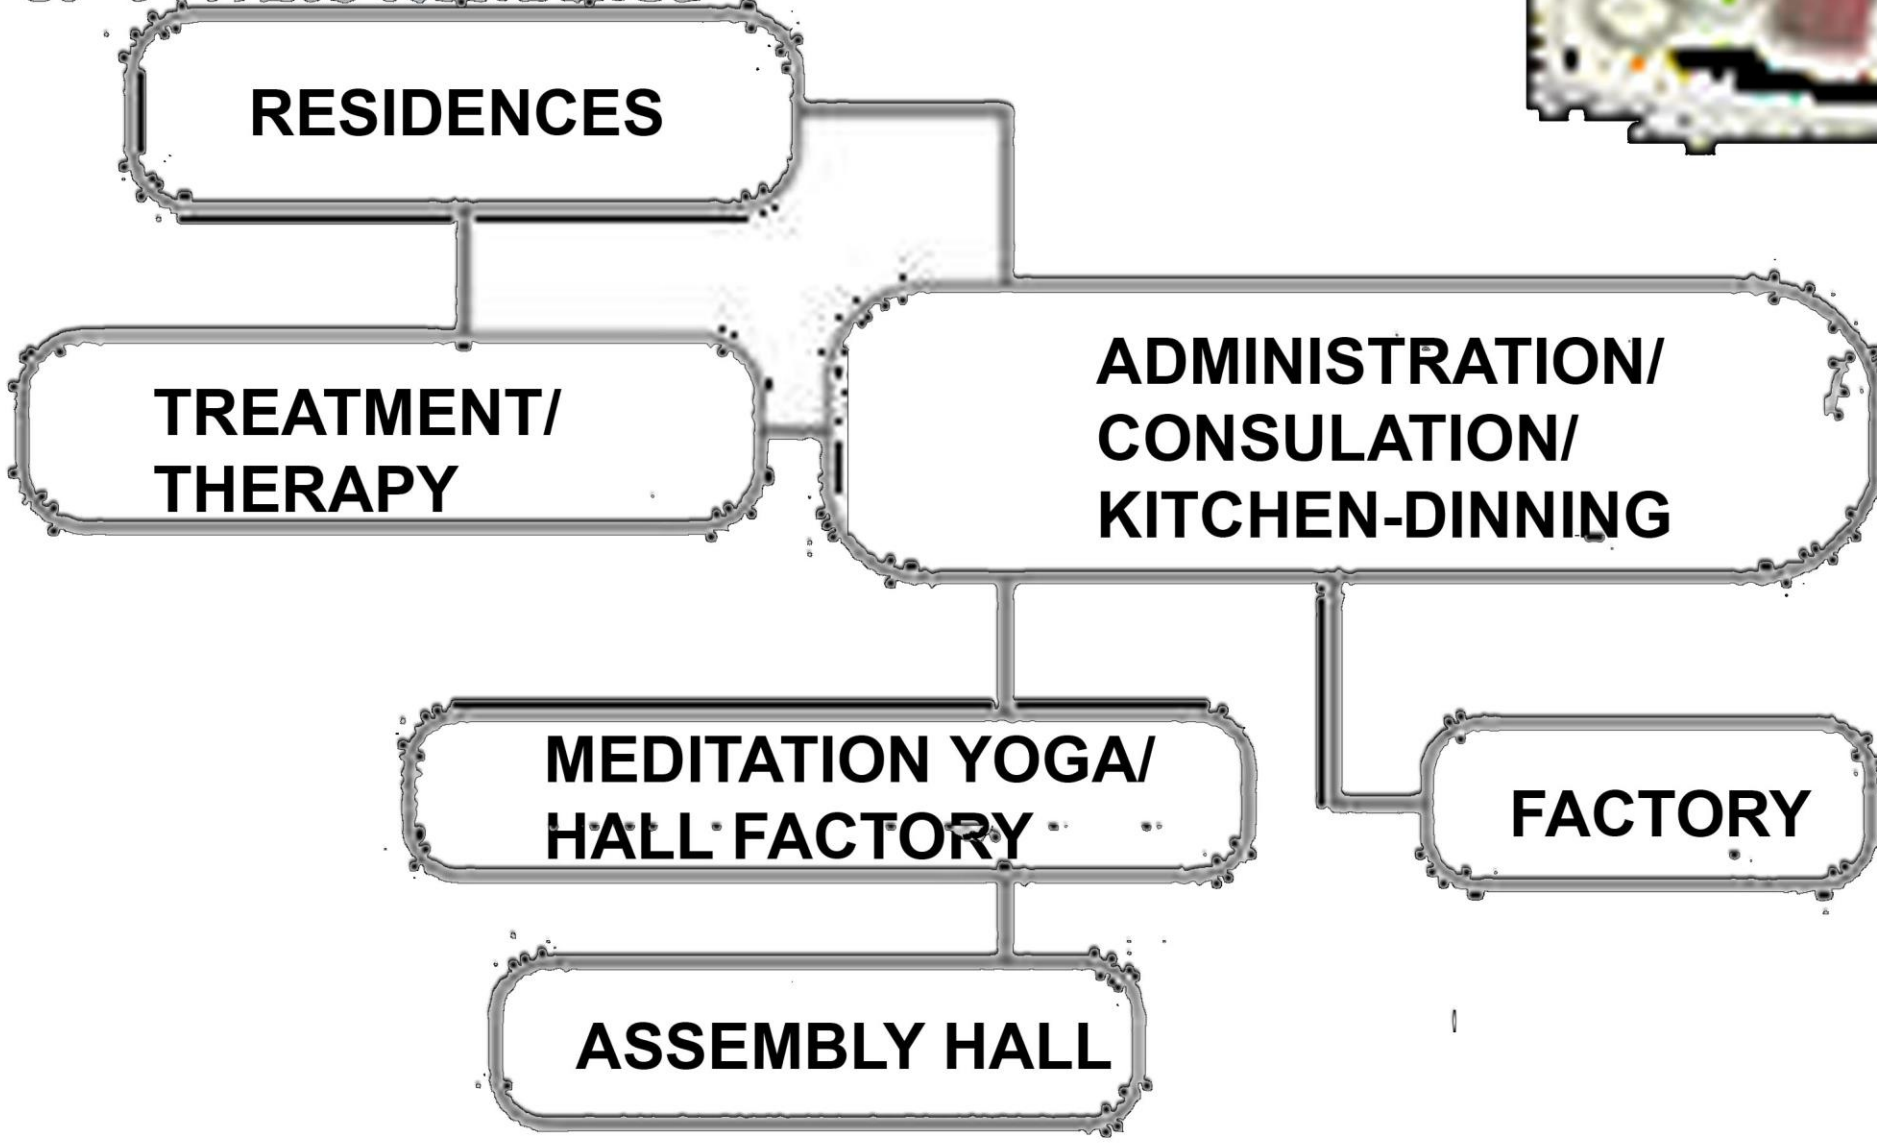 RESIDENCES
TREATMENT/
THERAPY
ADMINISTRATION/
CONSULATION/
KITCHEN-DINNING
MEDITATION YOGA/
HALL FACTORY
FACTORY
ASSEMBLY HALL